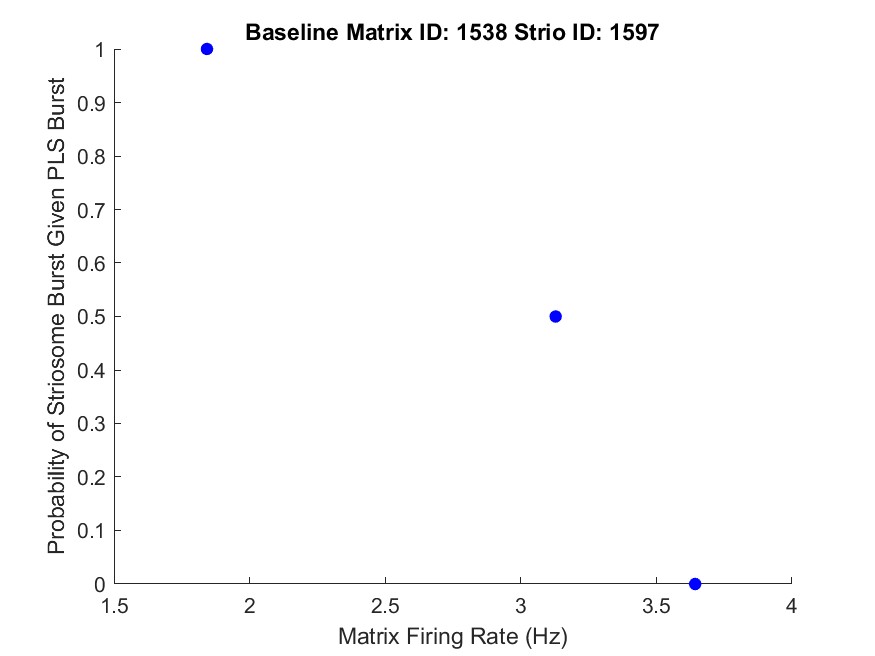 Baseline Matrix ID: 1538 Strio ID: 1597
Probability of Striosome Burst Given PLS Burst
1
0.9
0.8
0.7
0.6
0.5
0.4
0.3
0.2
0.1
0
1.5 2 2.5 3 3.5 4
Matrix Firing Rate (Hz)